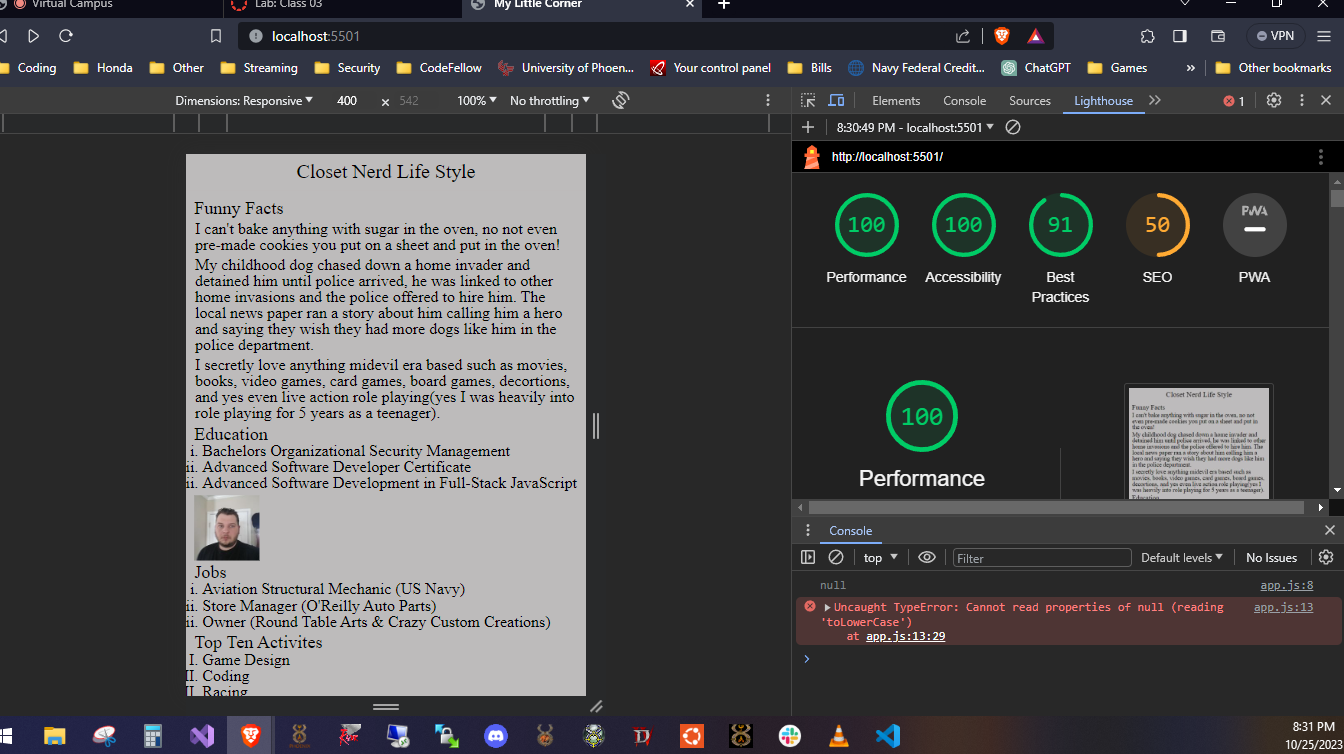 Virtual Campus
Lab: Class 03
My Little Corner
localhost:5501
VPN
Coding
Honda
Other
Streaming
Security
CodeFellow
University of Phoen...
Your control panel
Bills
Navy Federal Credit...
ChatGPT
Games
»
Other bookmarks
Dimensions: Responsive
400
×
542
100%
No throttling
Elements
Console
Sources
Lighthouse
1
8:30:49 PM - localhost:5501
http://localhost:5501/
Closet Nerd Life Style
Funny Facts
I can't bake anything with sugar in the oven, no not even
pre-made cookies you put on a sheet and put in the oven!
My childhood dog chased down a home invader and
detained him until police arrived, he was linked to other
home invasions and the police offered to hire him. The
local news paper ran a story about him calling him a hero
and saying they wish they had more dogs like him in the
police department.
I secretly love anything midevil era based such as movies,
books, video games, card games, board games, decortions,
and yes even live action role playing(yes I was heavily into
role playing for 5 years as a teenager).
Education
i. Bachelors Organizational Security Management
ii. Advanced Software Developer Certificate
ii. Advanced Software Development in Full-Stack JavaScript
Jobs
i. Aviation Structural Mechanic (US Navy)
ii. Store Manager (O'Reilly Auto Parts)
ii. Owner (Round Table Arts & Crazy Custom Creations)
Top Ten Activites
I. Game Design
II. Coding
II. Racing
100
100
91
50
PWA
Performance
Accessibility
Best
Practices
SEO
PWA
100
Performance
Console
top
Filter
Default levels
No Issues
null
app.js:8
Uncaught TypeError: Cannot read properties of null (reading
app.js:13
'toLowerCase')
at app.js:13:29
8:31 PM
10/25/2023